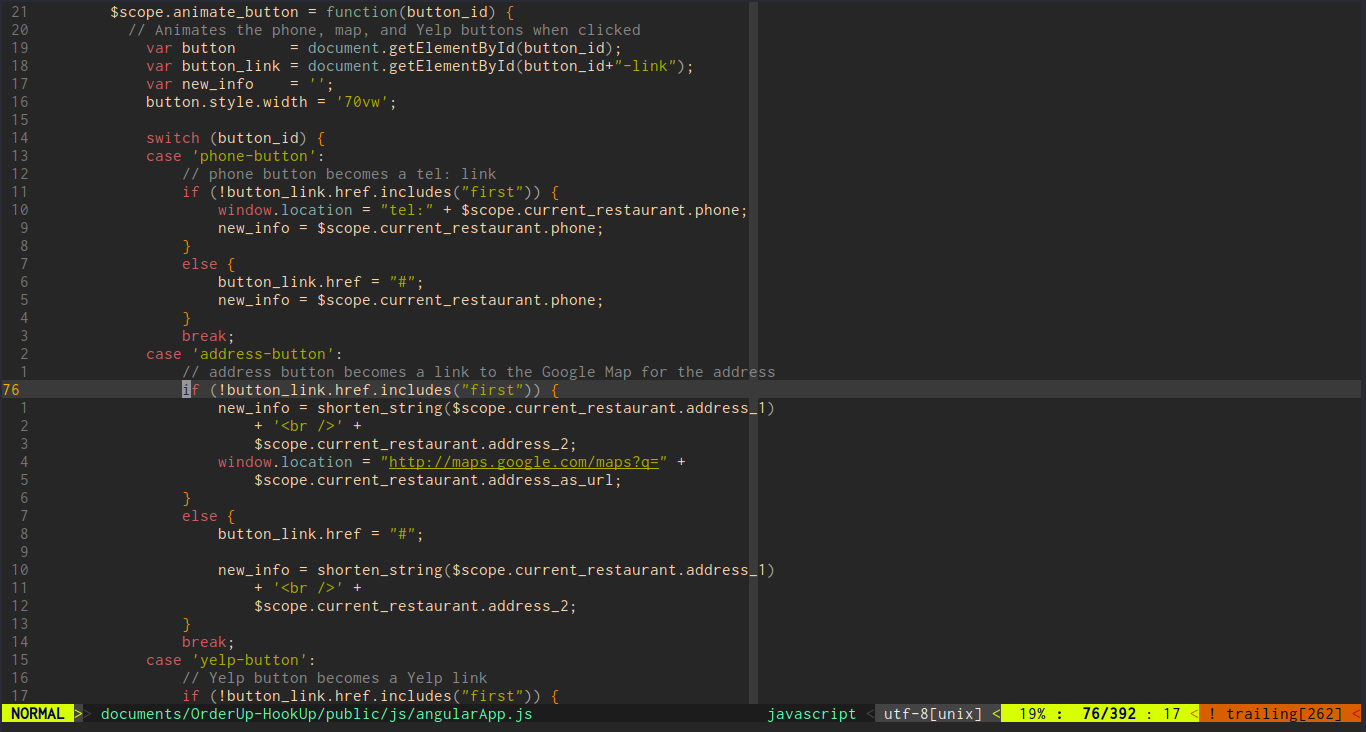 21         $scope.animate_button = function(button_id) {
20           // Animates the phone, map, and Yelp buttons when clicked
19             var button      = document.getElementById(button_id);
18             var button_link = document.getElementById(button_id+"-link");
17             var new_info    = '';
16             button.style.width = '70vw';
15
14             switch (button_id) {
13             case 'phone-button':
12                 // phone button becomes a tel: link
11                 if (!button_link.href.includes("first")) {
10                     window.location = "tel:" + $scope.current_restaurant.phone;
9                     new_info = $scope.current_restaurant.phone;
8                 }
7                 else {
6                     button_link.href = "#";
5                     new_info = $scope.current_restaurant.phone;
4                 }
3                 break;
2             case 'address-button':
1                 // address button becomes a link to the Google Map for the address
76                 if (!button_link.href.includes("first")) {
1                     new_info = shorten_string($scope.current_restaurant.address_1)
2                         + '<br />' +
3                         $scope.current_restaurant.address_2;
4                     window.location = "http://maps.google.com/maps?q=" +
5                         $scope.current_restaurant.address_as_url;
6                 }
7                 else {
8                     button_link.href = "#";
9
10                     new_info = shorten_string($scope.current_restaurant.address_1)
11                         + '<br />' +
12                         $scope.current_restaurant.address_2;
13                 }
14                 break;
15             case 'yelp-button':
16                 // Yelp button becomes a Yelp link
17                 if (!button_link.href.includes("first")) {
NORMAL >> documents/OrderUp-HookUp/public/js/angularApp.js javascript < utf-8[unix] < 19% : 76/392 : 17 < ! trailing[262] <